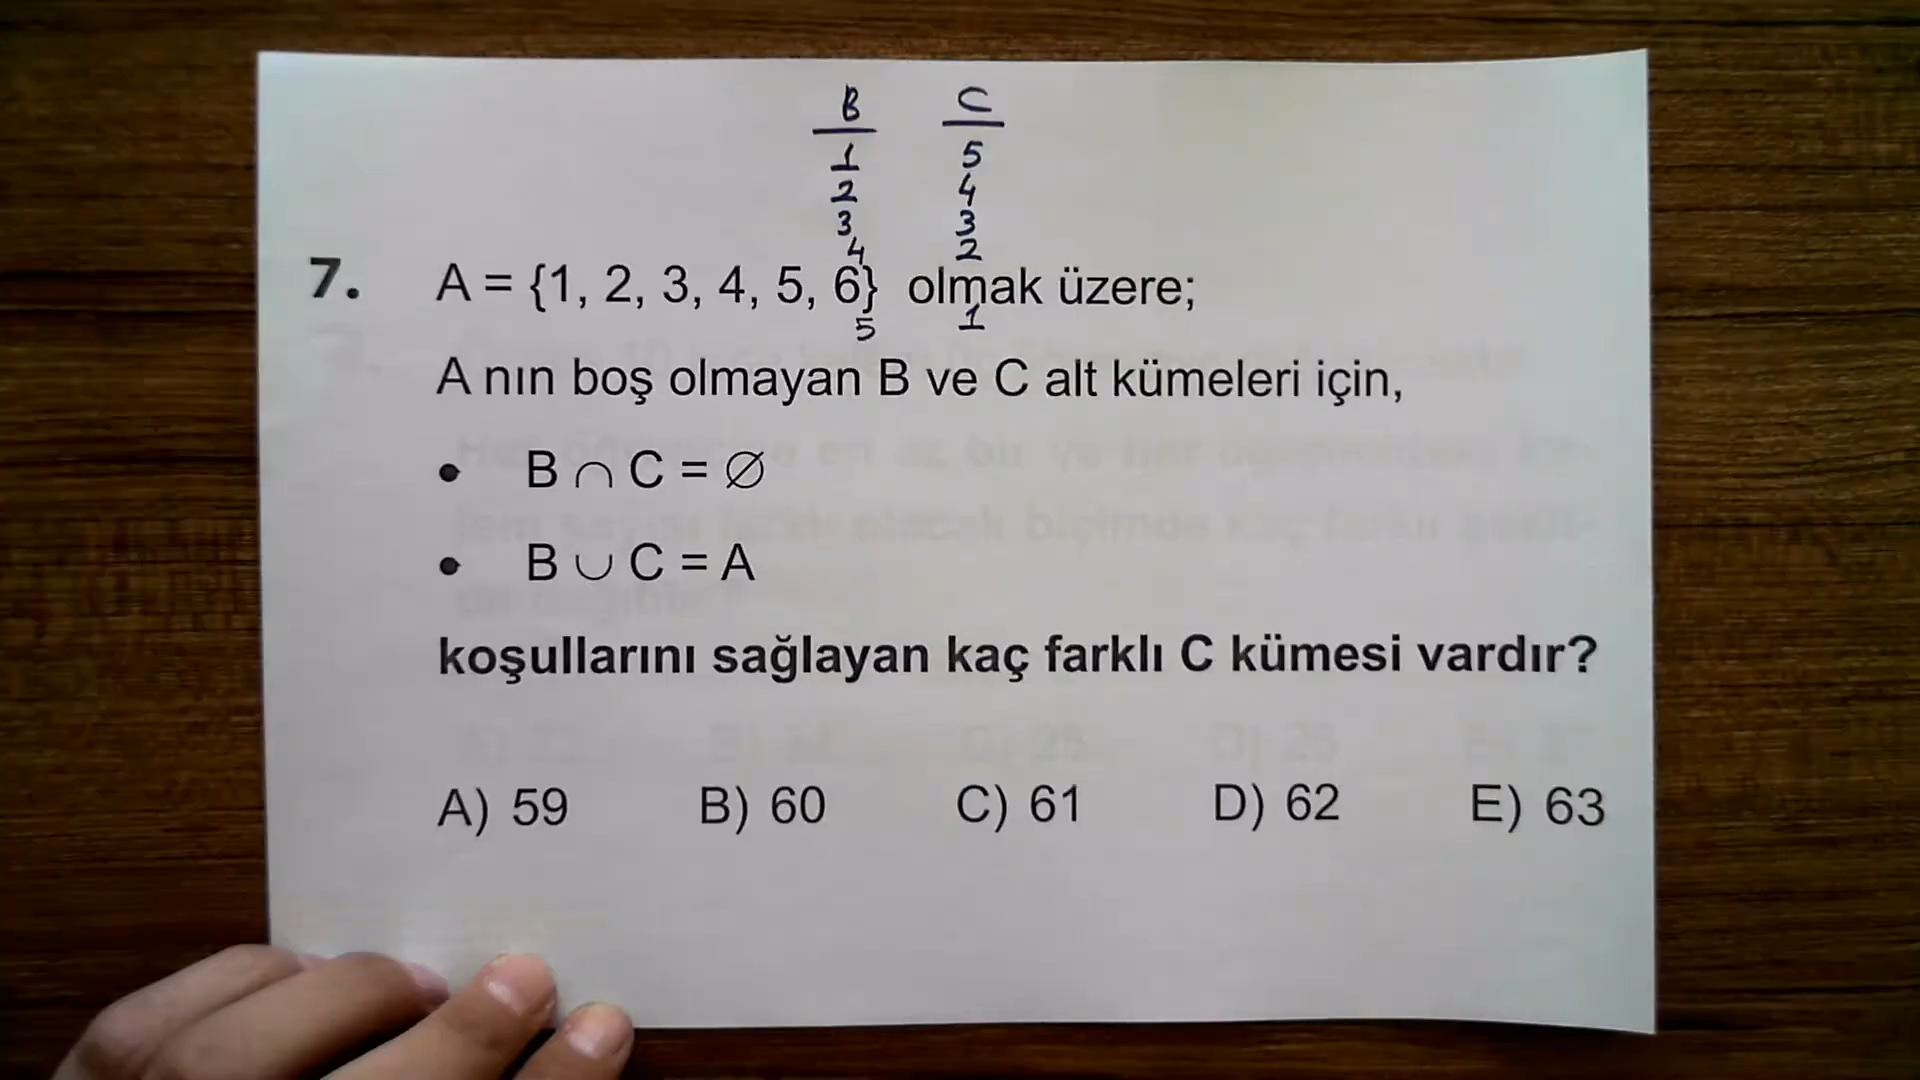 B C
1 5
2 4
3 3
4 2
7. A = {1, 2, 3, 4, 5, 6} olmak üzere;
5 1
A nın boş olmayan B ve C alt kümeleri için,
• B ∩ C = ∅
• B ∪ C = A
koşullarını sağlayan kaç farklı C kümesi vardır?
A) 59 B) 60 C) 61 D) 62 E) 63